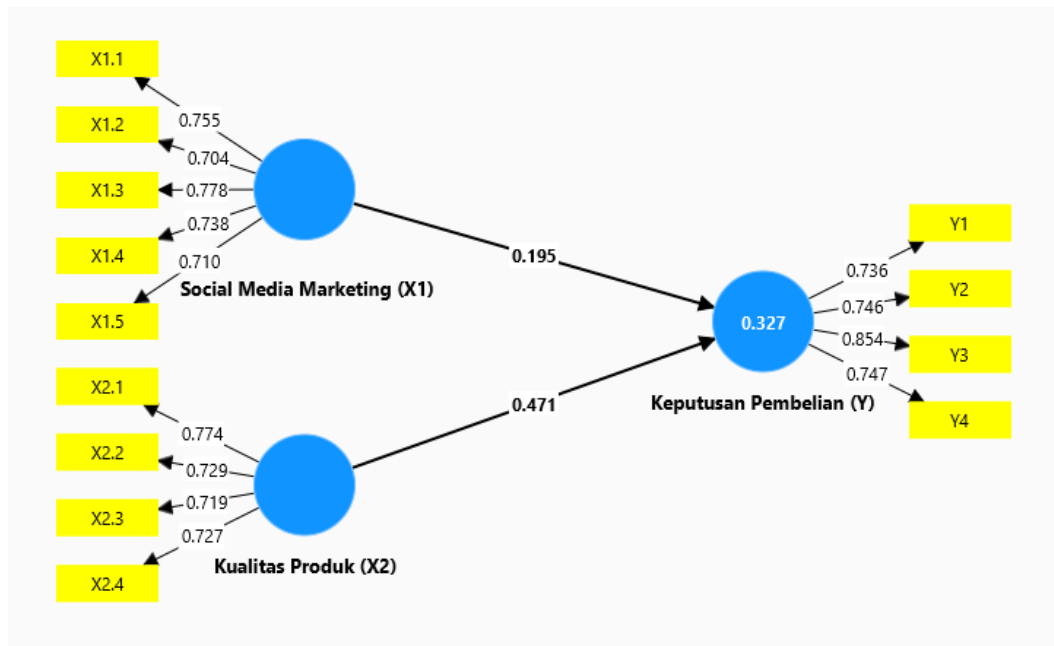 X1.1
X1.2
X1.3
X1.4
X1.5
0.755
0.704
0.778
0.738
0.710
Social Media Marketing (X1)
X2.1
X2.2
X2.3
X2.4
0.774
0.729
0.719
0.727
Kualitas Produk (X2)
0.195
0.471
0.327
Keputusan Pembelian (Y)
0.736
0.746
0.854
0.747
Y1
Y2
Y3
Y4